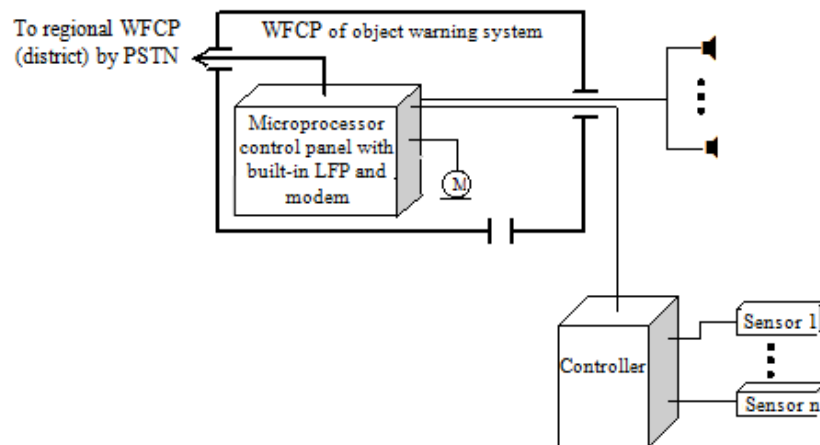 To regional WFCP
(district) by PSTN
WFCP of object warning system
Microprocessor
control panel with
built-in LFP and
modem
M
Controller
Sensor 1
Sensor n